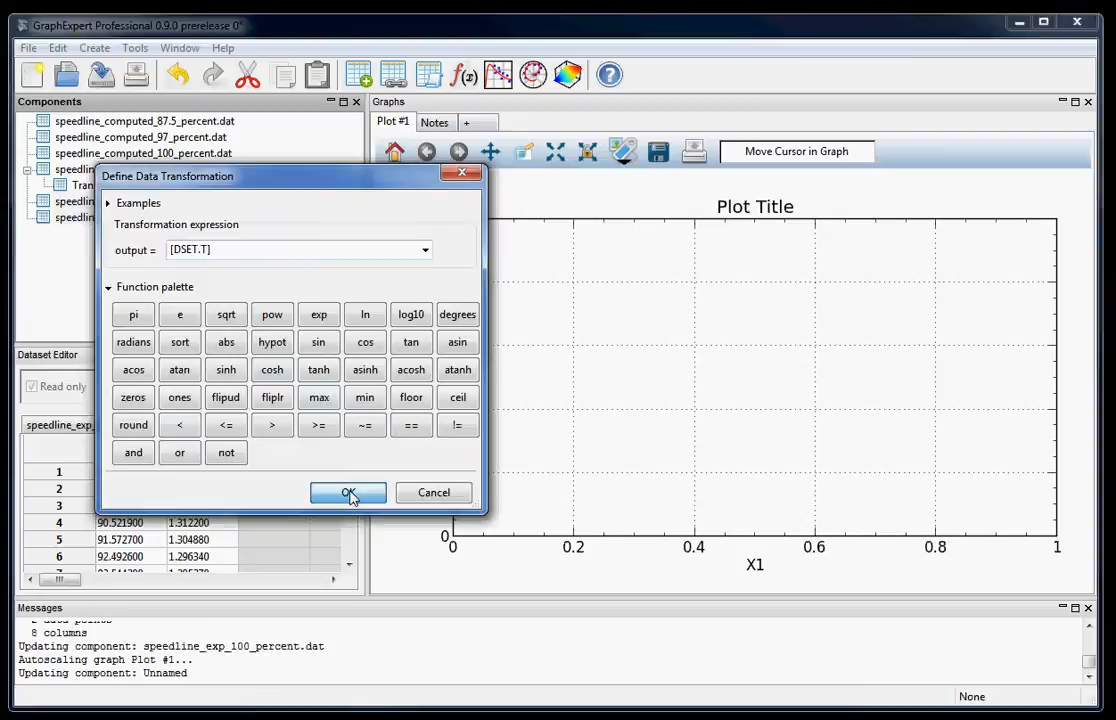 GraphExpert Professional 0.9.0 prerelease 0*
File Edit Create Tools Window Help
Components
speedline_computed_87.5_percent.dat
speedline_computed_97_percent.dat
speedline_computed_100_percent.dat
speedlin
Tran
speedlin
speedlin
Graphs
Plot #1 Notes +
Move Cursor in Graph
Plot Title
0
0 0.2 0.4 0.6 0.8 1
X1
Define Data Transformation
Examples
Transformation expression
output = [DSET.T]
Function palette
pi e sqrt pow exp ln log10 degrees
radians sort abs hypot sin cos tan asin
acos atan sinh cosh tanh asinh acosh atanh
zeros ones flipud fliplr max min floor ceil
round < <= > >= ~= == !=
and or not
OK Cancel
Dataset Editor
Read only
speedline_exp_
1
2
3
4 90.521900 1.312200
5 91.572700 1.304880
6 92.492600 1.296340
Messages
8 columns
Updating component: speedline_exp_100_percent.dat
Autoscaling graph Plot #1...
Updating component: Unnamed
None